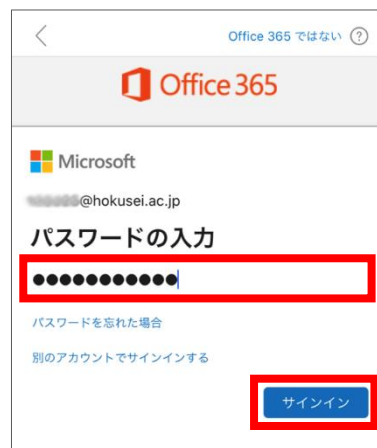 Office 365 ではない ?
Office 365
Microsoft
@hokusei.ac.jp
パスワードの入力
パスワードを忘れた場合
別のアカウントでサインインする
サインイン